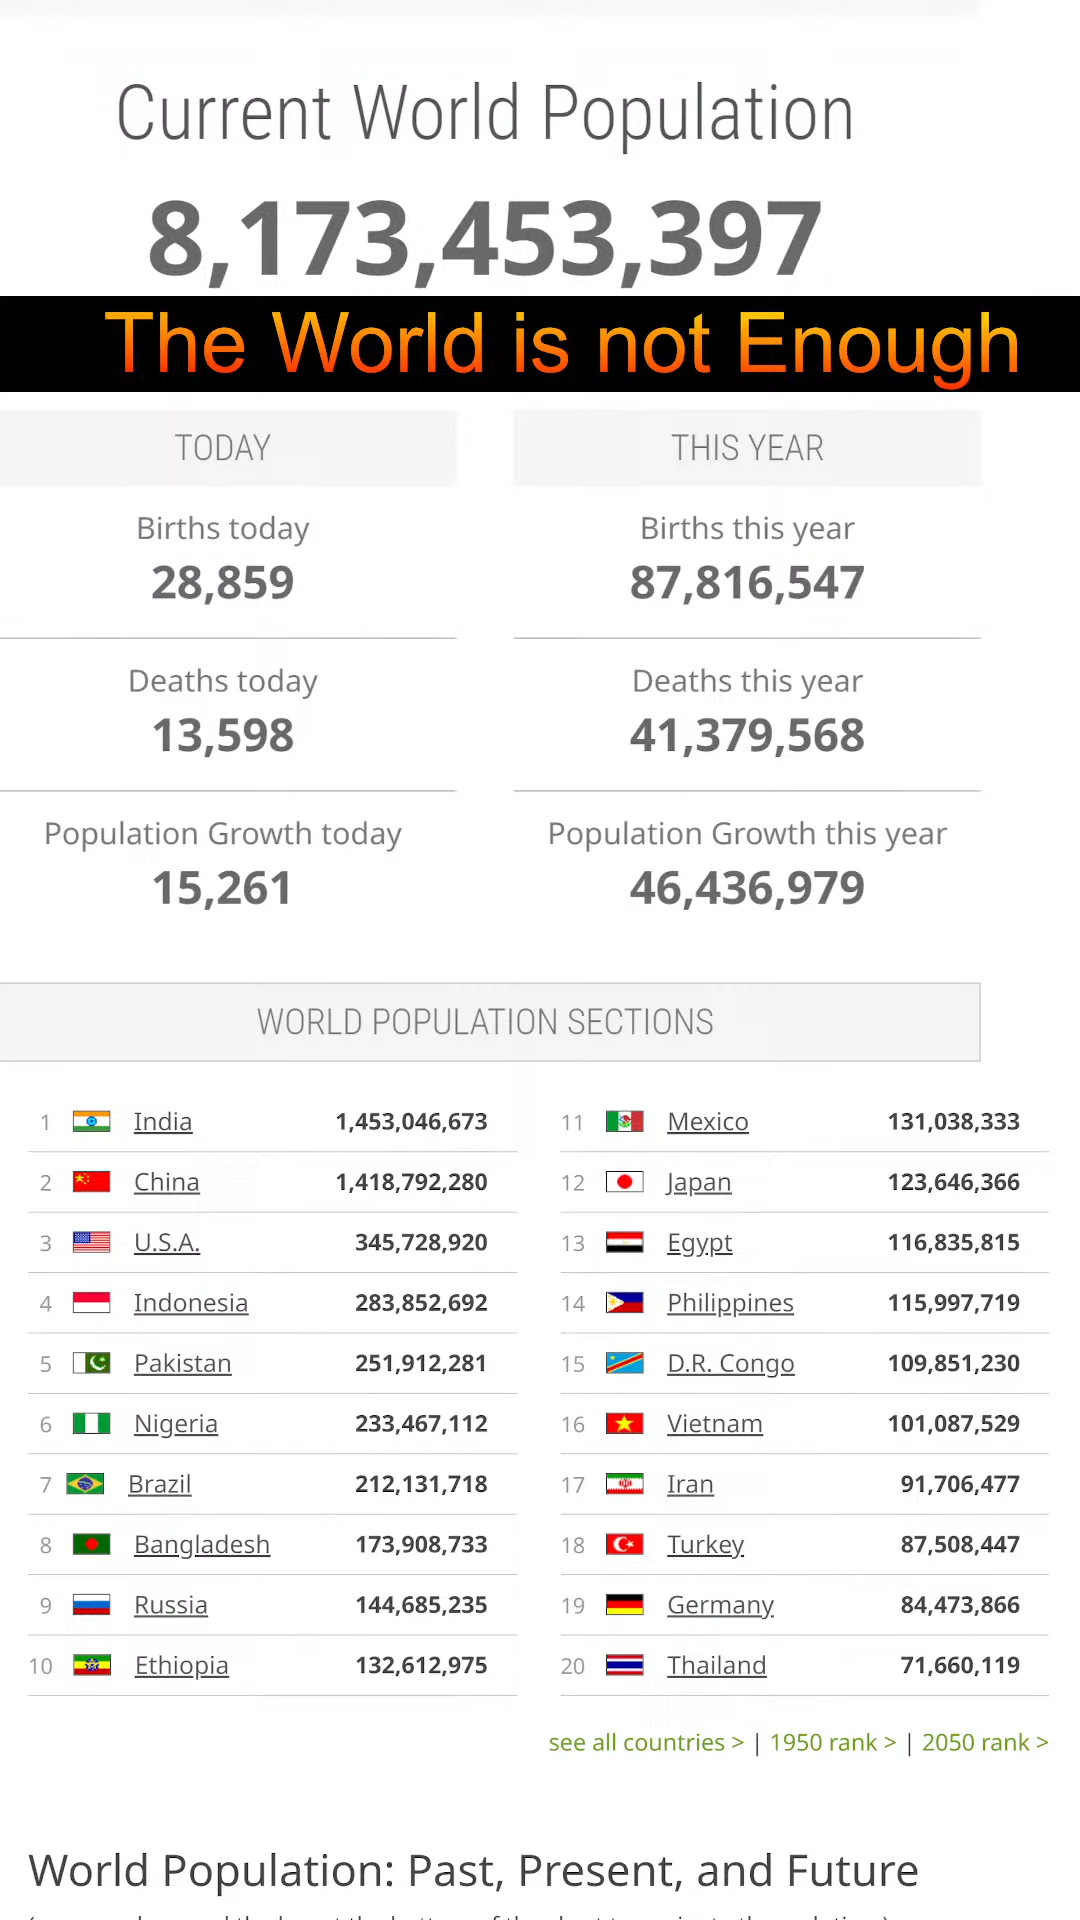 Current World Population
8,173,453,397
The World is not Enough
TODAY
THIS YEAR
Births today
28,859
Births this year
87,816,547
Deaths today
13,598
Deaths this year
41,379,568
Population Growth today
15,261
Population Growth this year
46,436,979
WORLD POPULATION SECTIONS
1 India 1,453,046,673
2 China 1,418,792,280
3 U.S.A. 345,728,920
4 Indonesia 283,852,692
5 Pakistan 251,912,281
6 Nigeria 233,467,112
7 Brazil 212,131,718
8 Bangladesh 173,908,733
9 Russia 144,685,235
10 Ethiopia 132,612,975
11 Mexico 131,038,333
12 Japan 123,646,366
13 Egypt 116,835,815
14 Philippines 115,997,719
15 D.R. Congo 109,851,230
16 Vietnam 101,087,529
17 Iran 91,706,477
18 Turkey 87,508,447
19 Germany 84,473,866
20 Thailand 71,660,119
see all countries > | 1950 rank > | 2050 rank >
World Population: Past, Present, and Future